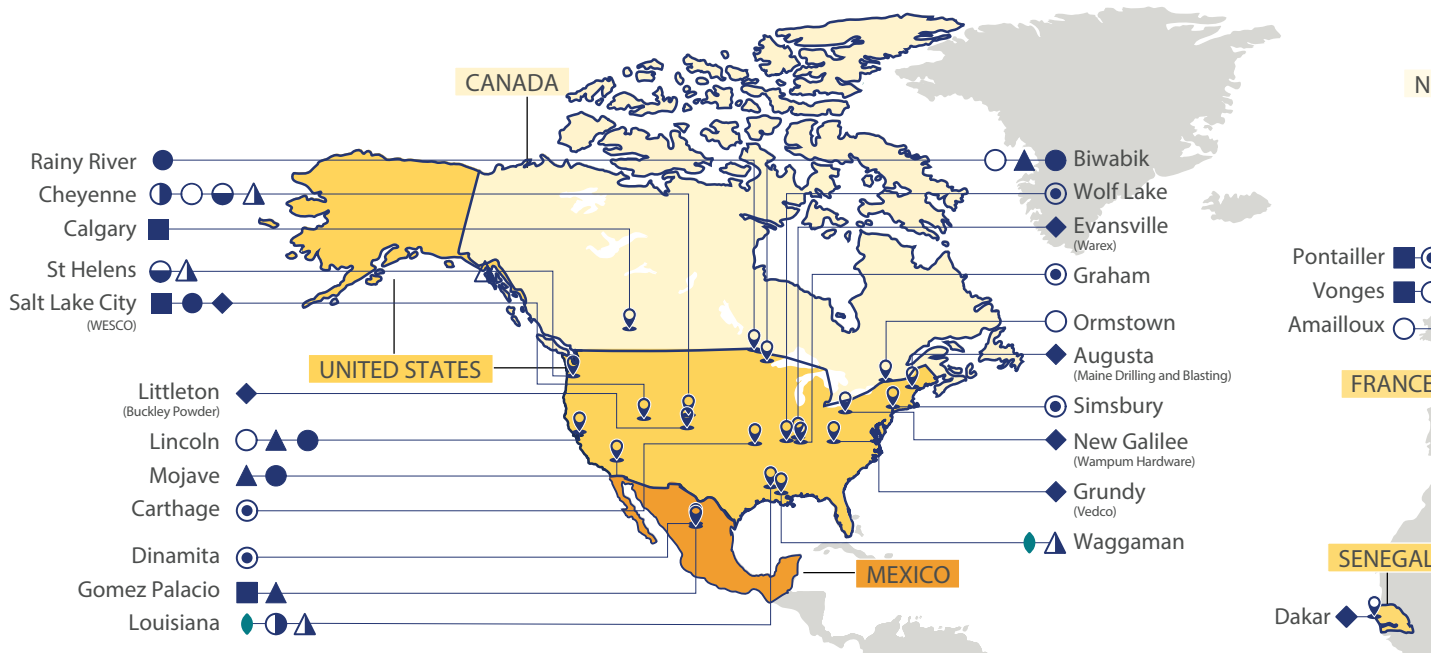 CANADA
N
Rainy River
Cheyenne
Calgary
St Helens
Salt Lake City
(WESCO)
UNITED STATES
Littleton
(Buckley Powder)
Lincoln
Mojave
Carthage
Dinamita
Gomez Palacio
Louisiana
Biwabik
Wolf Lake
Evansville
(Warex)
Graham
Ormstown
Augusta
(Maine Drilling and Blasting)
Simsbury
New Galilee
(Wampum Hardware)
Grundy
(Vedco)
Waggaman
MEXICO
Pontailler
Vonges
Amailloux
FRANCE
SENEGAL
Dakar